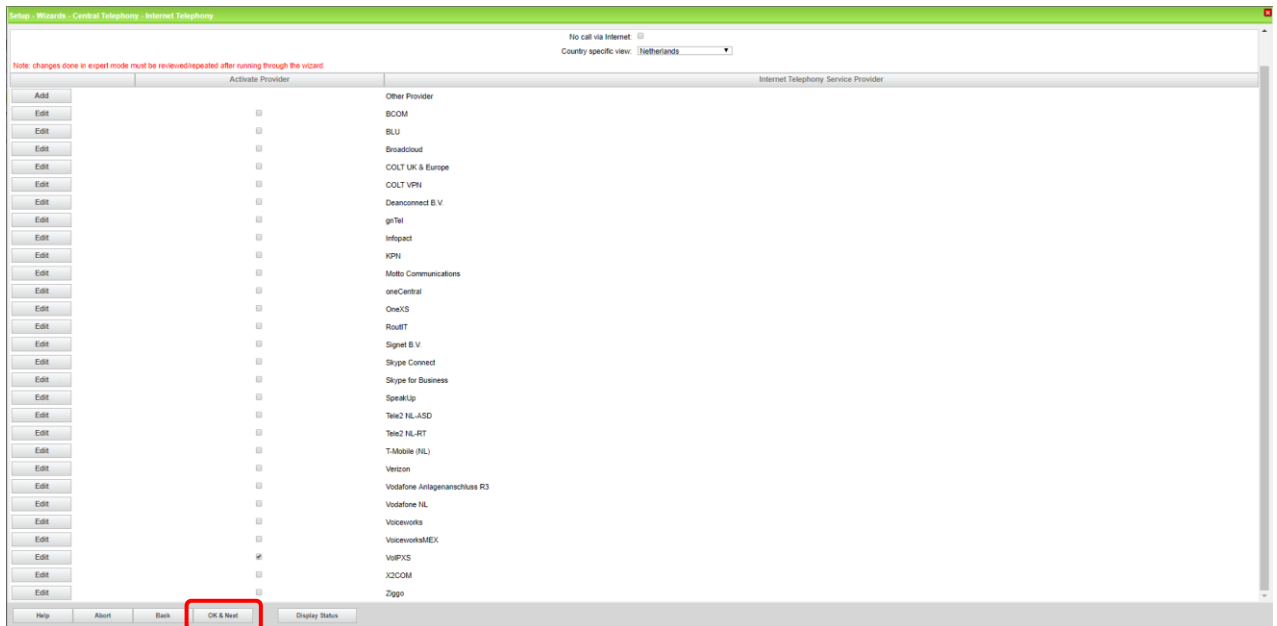 Setup - Wizards - Central Telephony - Internet Telephony
No call via Internet:
Country specific view: Netherlands
Note: changes done in expert mode must be reviewed/repeated after running through the wizard
Activate Provider Internet Telephony Service Provider
Add Other Provider
Edit BCOM
Edit BLU
Edit Broadcloud
Edit COLT UK & Europe
Edit COLT VPN
Edit Deanconnect B.V.
Edit gnTel
Edit Infopact
Edit KPN
Edit Motto Communications
Edit oneCentral
Edit OneXS
Edit RoutIT
Edit Signet B.V.
Edit Skype Connect
Edit Skype for Business
Edit SpeakUp
Edit Tele2 NL-ASD
Edit Tele2 NL-RT
Edit T-Mobile (NL)
Edit Verizon
Edit Vodafone Anlagenanschluss R3
Edit Vodafone NL
Edit Voiceworks
Edit VoiceworksMEX
Edit VoIPXS
Edit X2COM
Edit Ziggo
Help Abort Back OK & Next Display Status